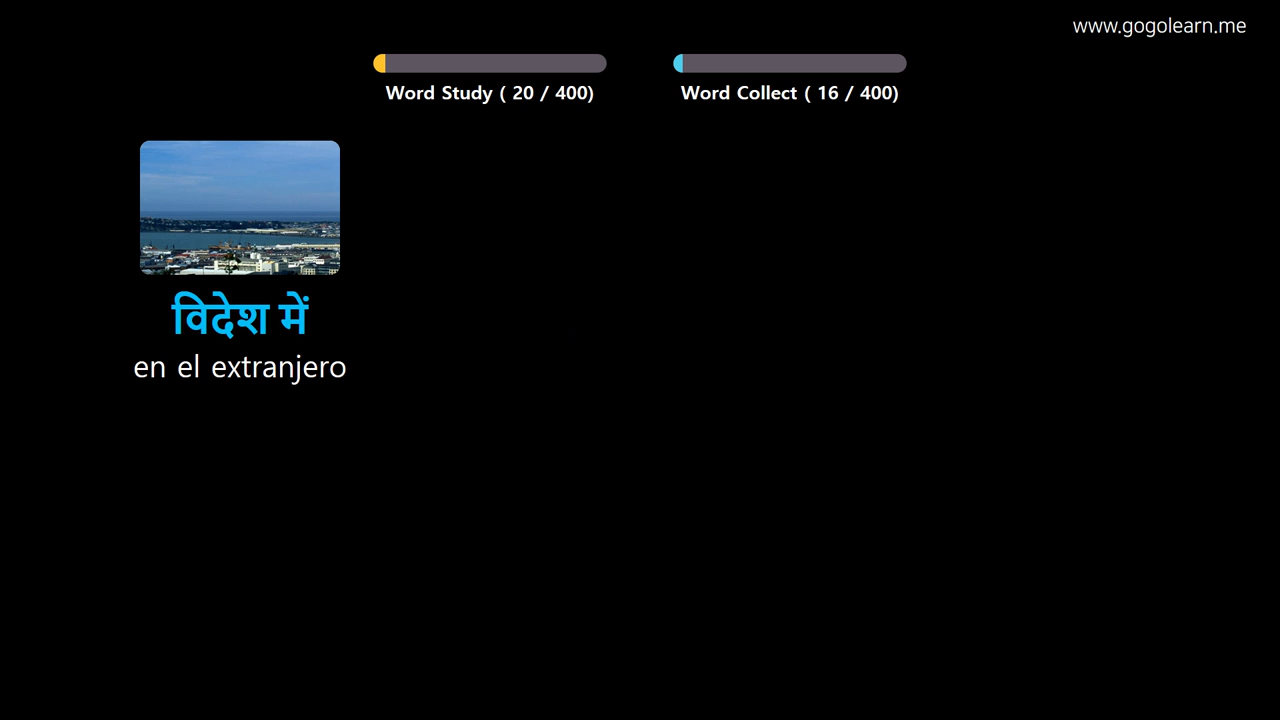 www.gogolearn.me
Word Study ( 20 / 400)
Word Collect ( 16 / 400)
विदेश में
en el extranjero